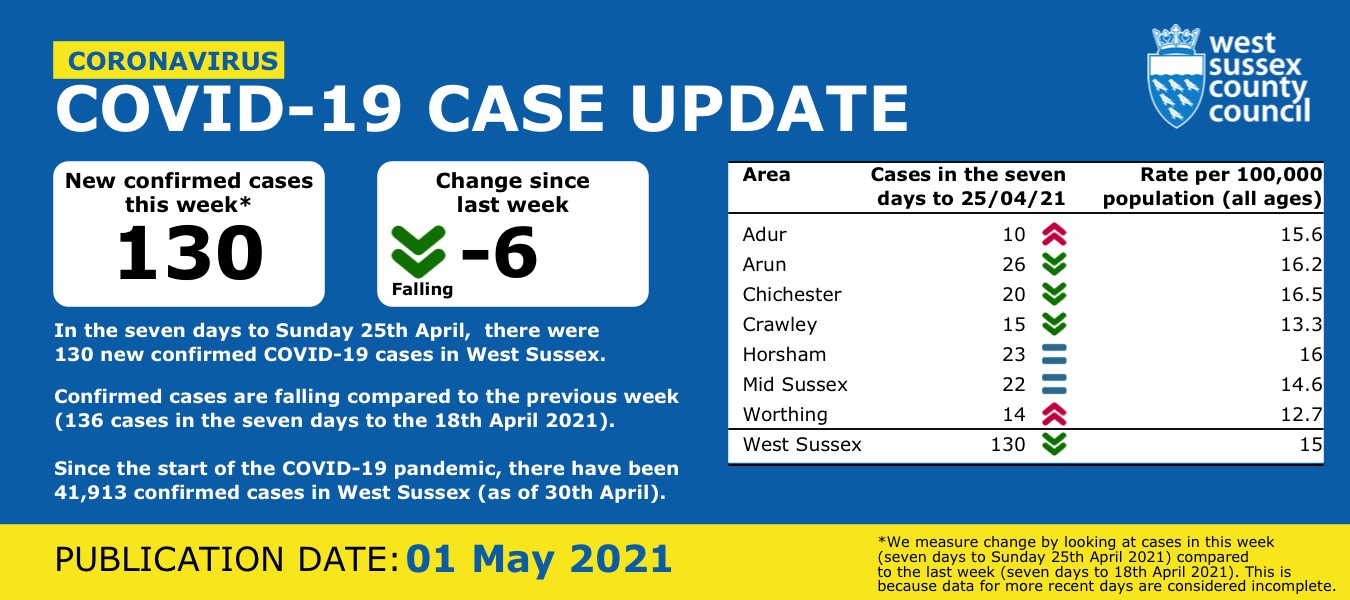 CORONAVIRUS
COVID-19 CASE UPDATE
west
sussex
county
council
New confirmed cases
this week*
130
Change since
last week
-6
Falling
In the seven days to Sunday 25th April,  there were
130 new confirmed COVID-19 cases in West Sussex.
Confirmed cases are falling compared to the previous week
(136 cases in the seven days to the 18th April 2021).
Since the start of the COVID-19 pandemic, there have been
41,913 confirmed cases in West Sussex (as of 30th April).
Area Cases in the seven Rate per 100,000
days to 25/04/21 population (all ages)
Adur 10 15.6
Arun 26 16.2
Chichester 20 16.5
Crawley 15 13.3
Horsham 23 16
Mid Sussex 22 14.6
Worthing 14 12.7
West Sussex 130 15
PUBLICATION DATE: 01 May 2021
*We measure change by looking at cases in this week
(seven days to Sunday 25th April 2021) compared
to the last week (seven days to 18th April 2021). This is
because data for more recent days are considered incomplete.